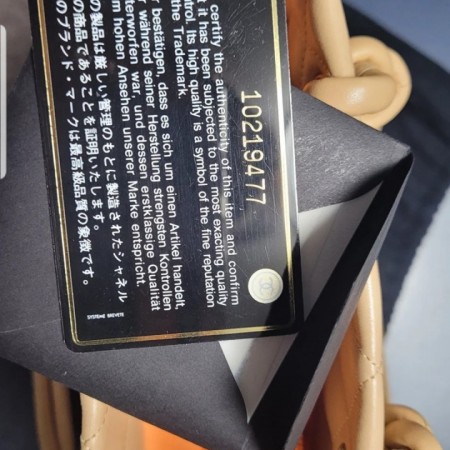 10219477
certify the authenticity of this item and confirm
it has been subjected to the most exacting quality
Its high quality is a symbol of the fine reputation
the Trademark.
bestätigen, dass es sich um einen Artikel handelt,
während seiner Herstellung strengsten Kontrollen
terworfen war, und dessen erstklassige Qualität
hohen Ansehen unserer Marke entspricht.
の製品は厳しい管理のもとに製造されたシャネル
の商品であることを証明いたします。
のブランド・マークは最高級品質の象徴です。
SYSTEME BREVETE